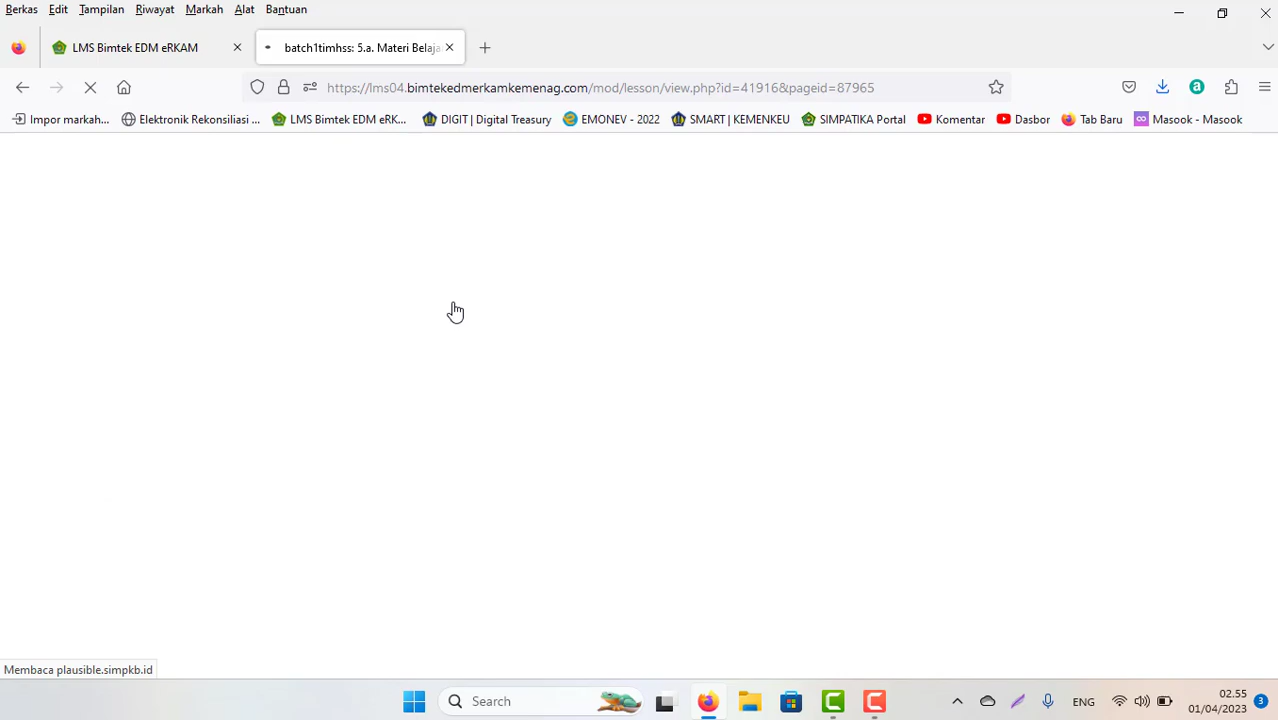 Berkas Edit Tampilan Riwayat Markah Alat Bantuan
LMS Bimtek EDM eRKAM batch1timhss: 5.a. Materi Belaja
https://lms04.bimtekedmerkamkemenag.com/mod/lesson/view.php?id=41916&pageid=87965
Impor markah... Elektronik Rekonsiliasi ... LMS Bimtek EDM eRK... DIGIT | Digital Treasury EMONEV - 2022 SMART | KEMENKEU SIMPATIKA Portal Komentar Dasbor Tab Baru Masook - Masook
Membaca plausible.simpkb.id
Search ENG 02.55
01/04/2023 3